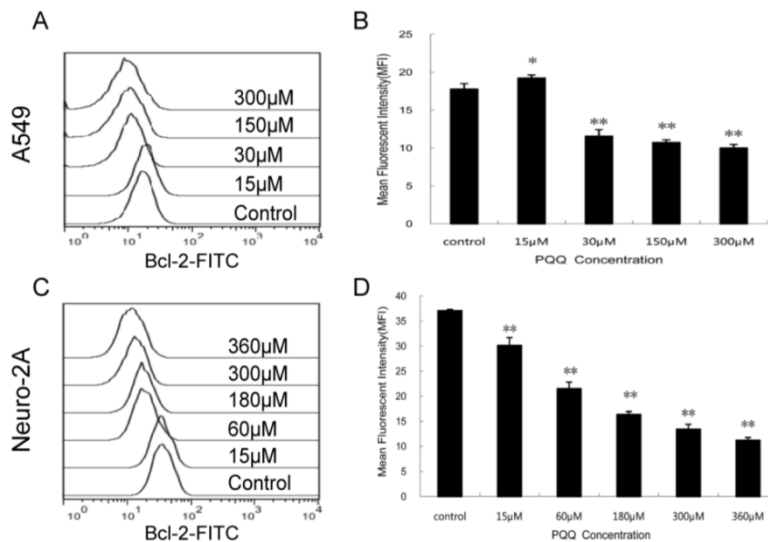 A
A549
300µM
150µM
30µM
15µM
Control
10⁰ 10¹ 10² 10³ 10⁴
Bcl-2-FITC
B
Mean Fluorescent Intensity(MFI)
25
20
15
10
5
0
*
**
**
**
control 15µM 30µM 150µM 300µM
PQQ Concentration
C
Neuro-2A
360µM
300µM
180µM
60µM
15µM
Control
10⁰ 10¹ 10² 10³ 10⁴
Bcl-2-FITC
D
Mean Fluorescent Intensity(MFI)
40
35
30
25
20
15
10
5
0
**
**
**
**
**
control 15µM 60µM 180µM 300µM 360µM
PQQ Concentration